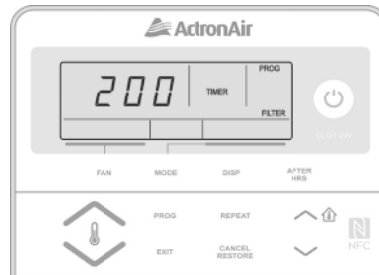 ActronAir
PROG
200
TIMER
FILTER
FAN MODE DISP AFTER HRS
PROG REPEAT
EXIT CANCEL RESTORE
NFC